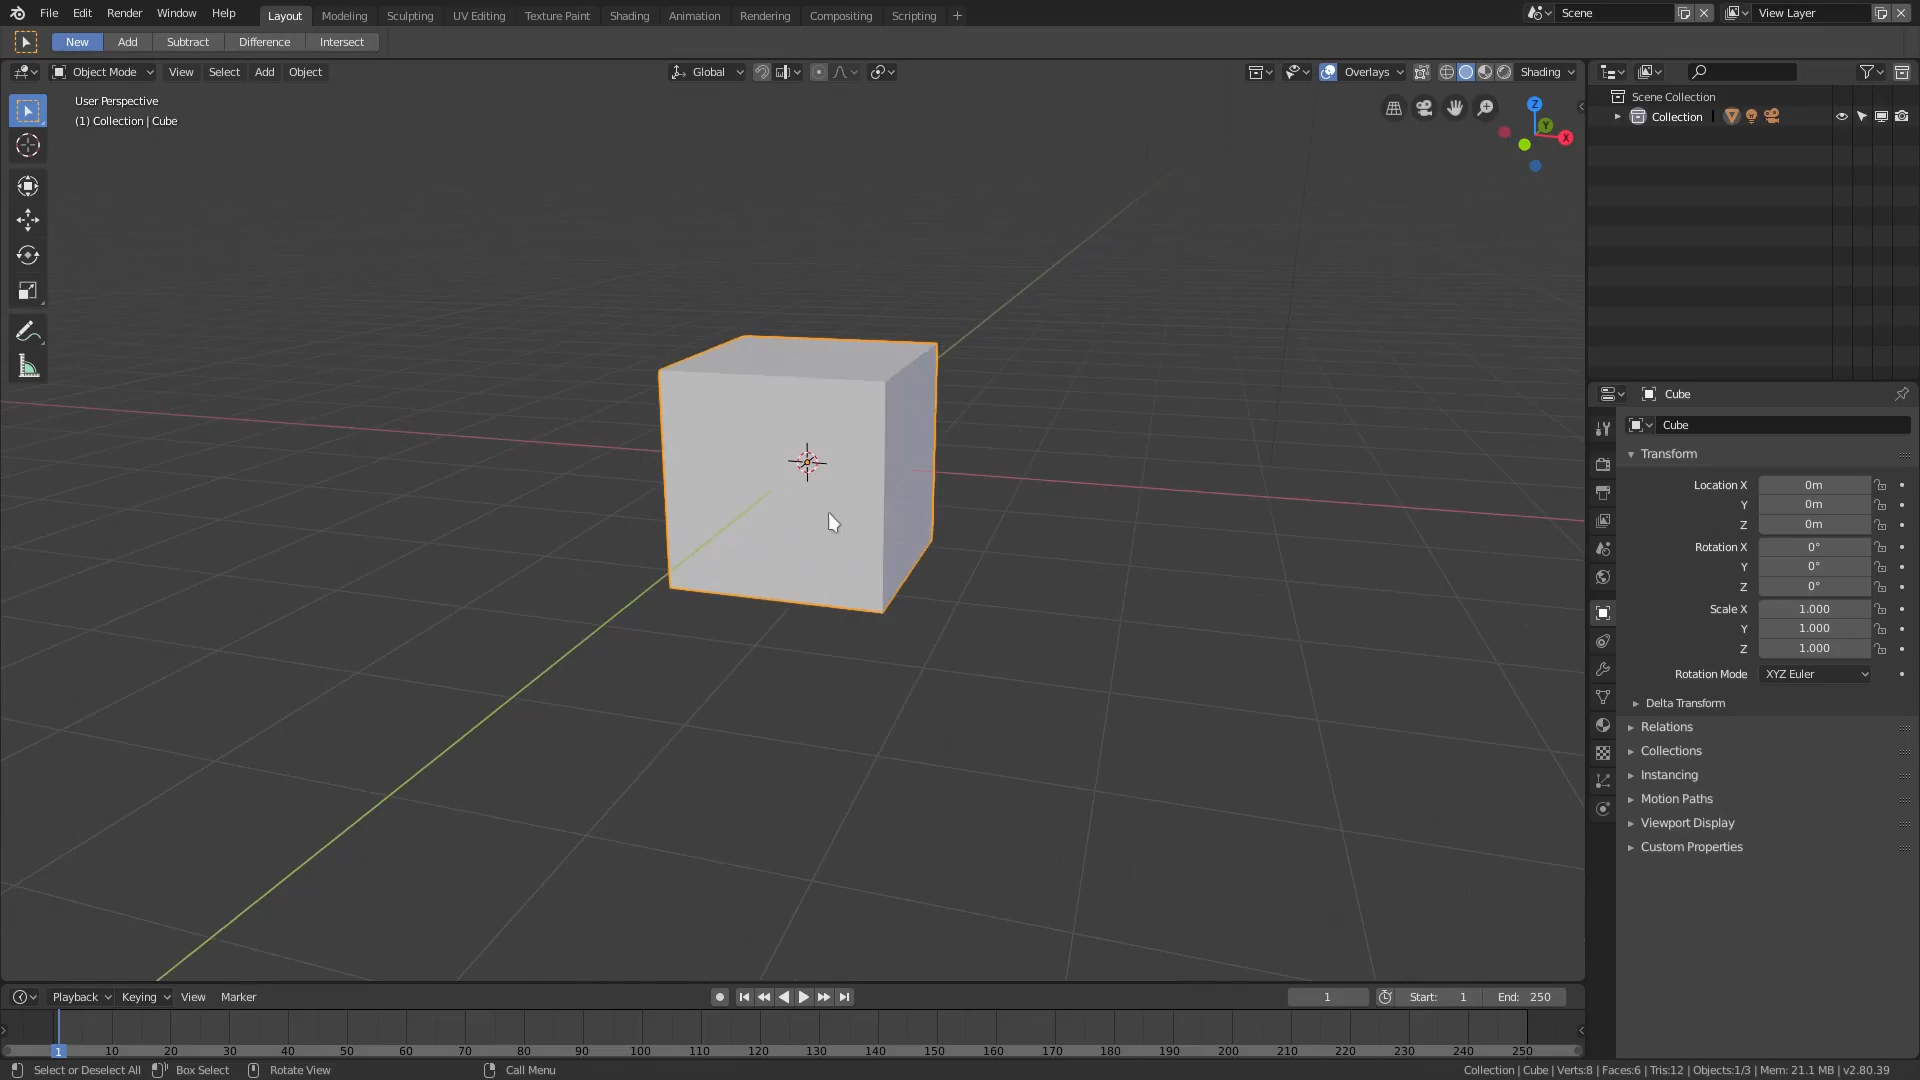 File Edit Render Window Help Layout Modeling Sculpting UV Editing Texture Paint Shading Animation Rendering Compositing Scripting + Scene View Layer
New Add Subtract Difference Intersect
Object Mode View Select Add Object Global Overlays Shading
User Perspective
(1) Collection | Cube
Z
Y
X
Scene Collection
Collection
Cube
Cube
Transform
Location X 0m
Y 0m
Z 0m
Rotation X 0°
Y 0°
Z 0°
Scale X 1.000
Y 1.000
Z 1.000
Rotation Mode XYZ Euler
Delta Transform
Relations
Collections
Instancing
Motion Paths
Viewport Display
Custom Properties
Playback Keying View Marker 1 Start: 1 End: 250
1 10 20 30 40 50 60 70 80 90 100 110 120 130 140 150 160 170 180 190 200 210 220 230 240 250
Select or Deselect All Box Select Rotate View Call Menu Collection | Cube | Verts:8 | Faces:6 | Tris:12 | Objects:1/3 | Mem: 21.1 MB | v2.80.39